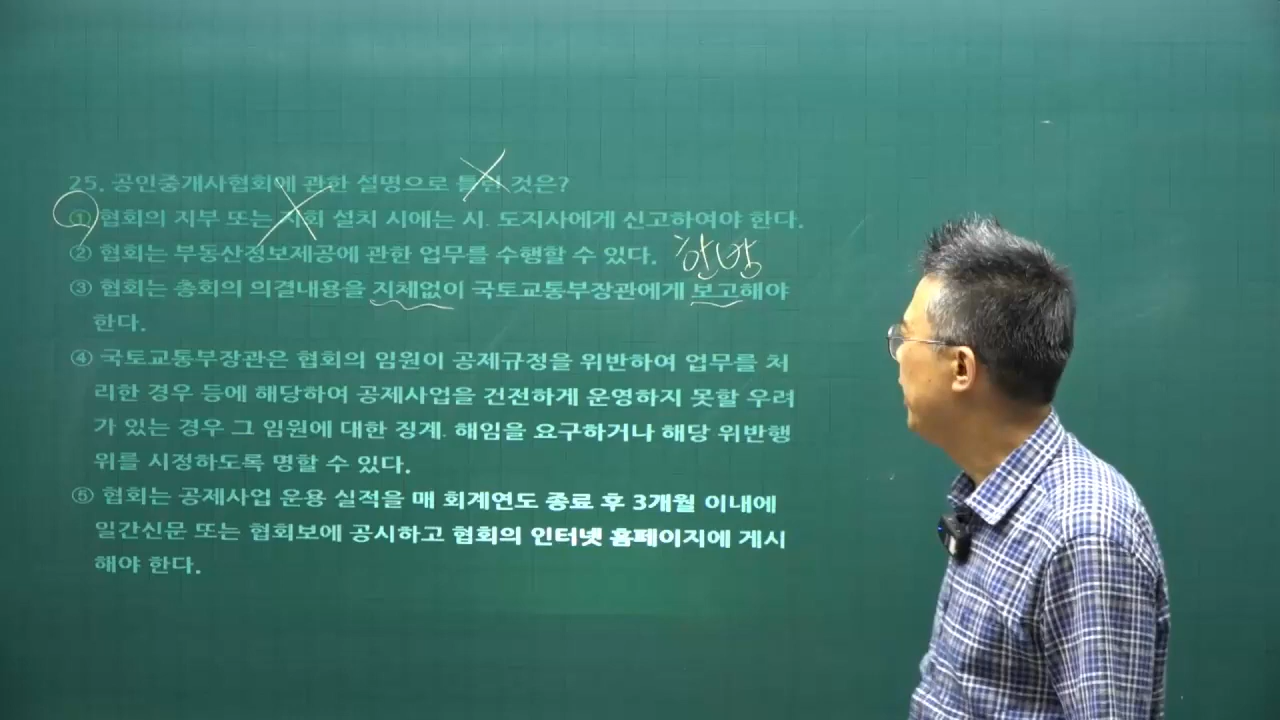 25. 공인중개사협회에 관한 설명으로 틀린 것은?
① 협회의 지부 또는 지회 설치 시에는 시. 도지사에게 신고하여야 한다.
② 협회는 부동산정보제공에 관한 업무를 수행할 수 있다. 한방
③ 협회는 총회의 의결내용을 지체없이 국토교통부장관에게 보고해야
한다.
④ 국토교통부장관은 협회의 임원이 공제규정을 위반하여 업무를 처
리한 경우 등에 해당하여 공제사업을 건전하게 운영하지 못할 우려
가 있는 경우 그 임원에 대한 징계. 해임을 요구하거나 해당 위반행
위를 시정하도록 명할 수 있다.
⑤ 협회는 공제사업 운용 실적을 매 회계연도 종료 후 3개월 이내에
일간신문 또는 협회보에 공시하고 협회의 인터넷 홈페이지에 게시
해야 한다.